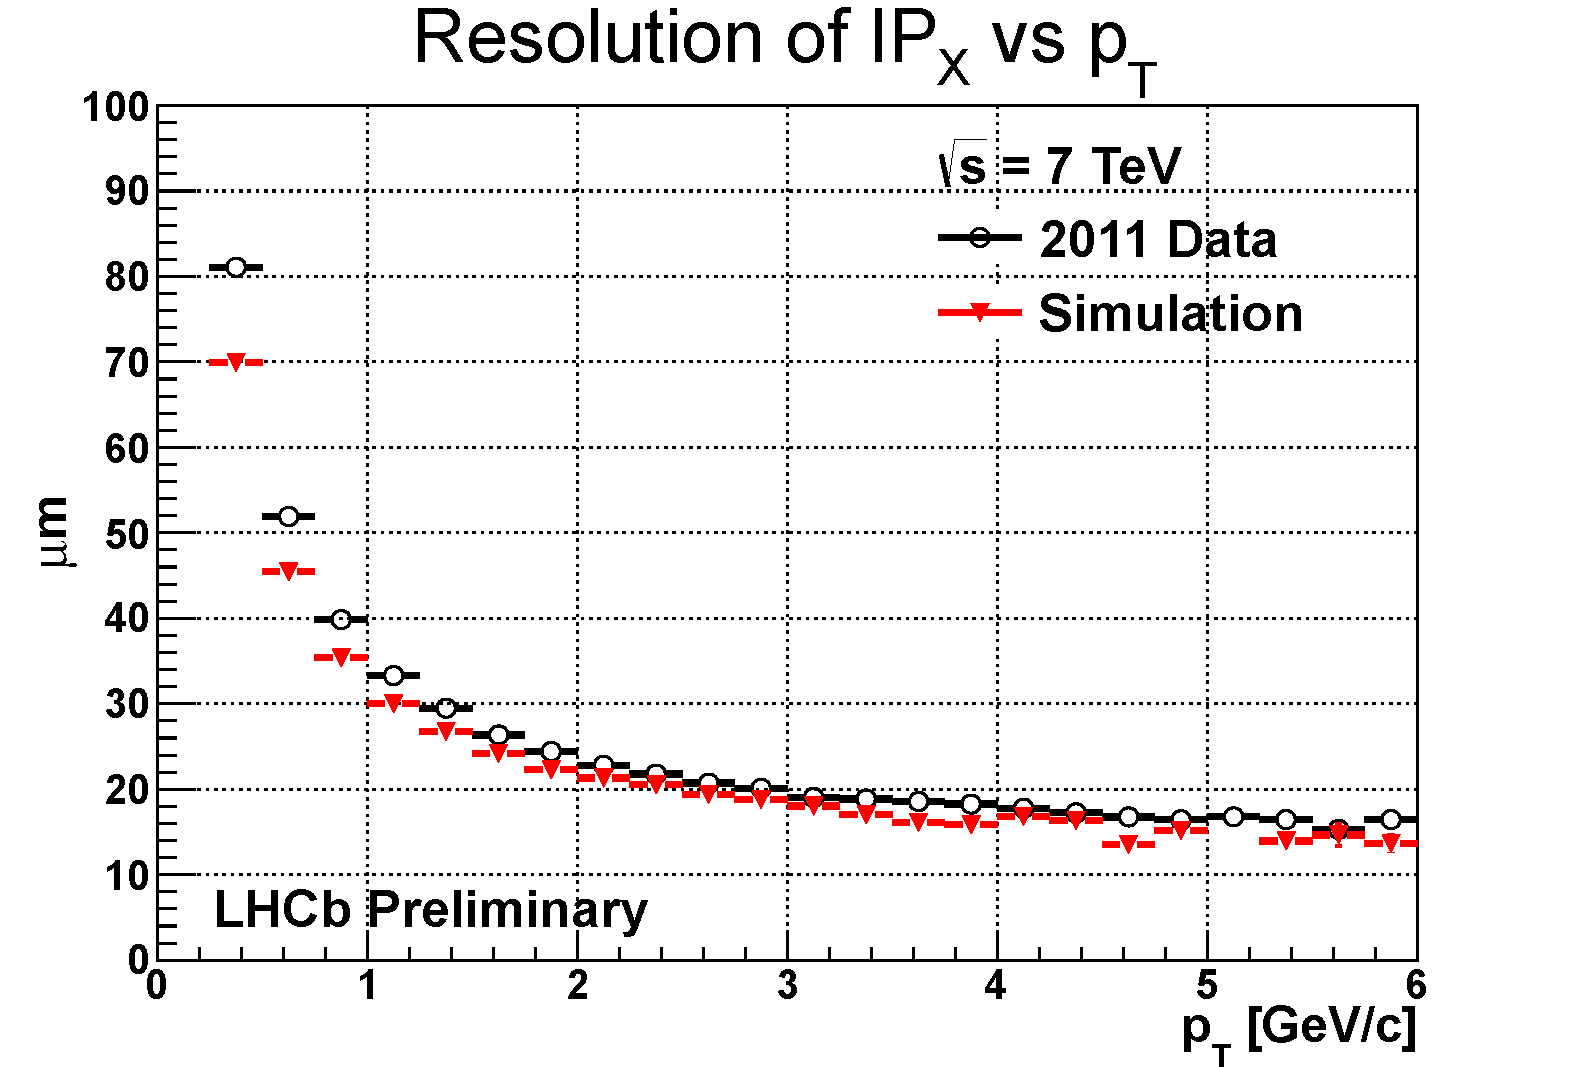 Resolution of IP_X vs p_T
100
90
80
70
60
50
40
30
20
10
0
μm
√s = 7 TeV
2011 Data
Simulation
LHCb Preliminary
0 1 2 3 4 5 6
p_T [GeV/c]